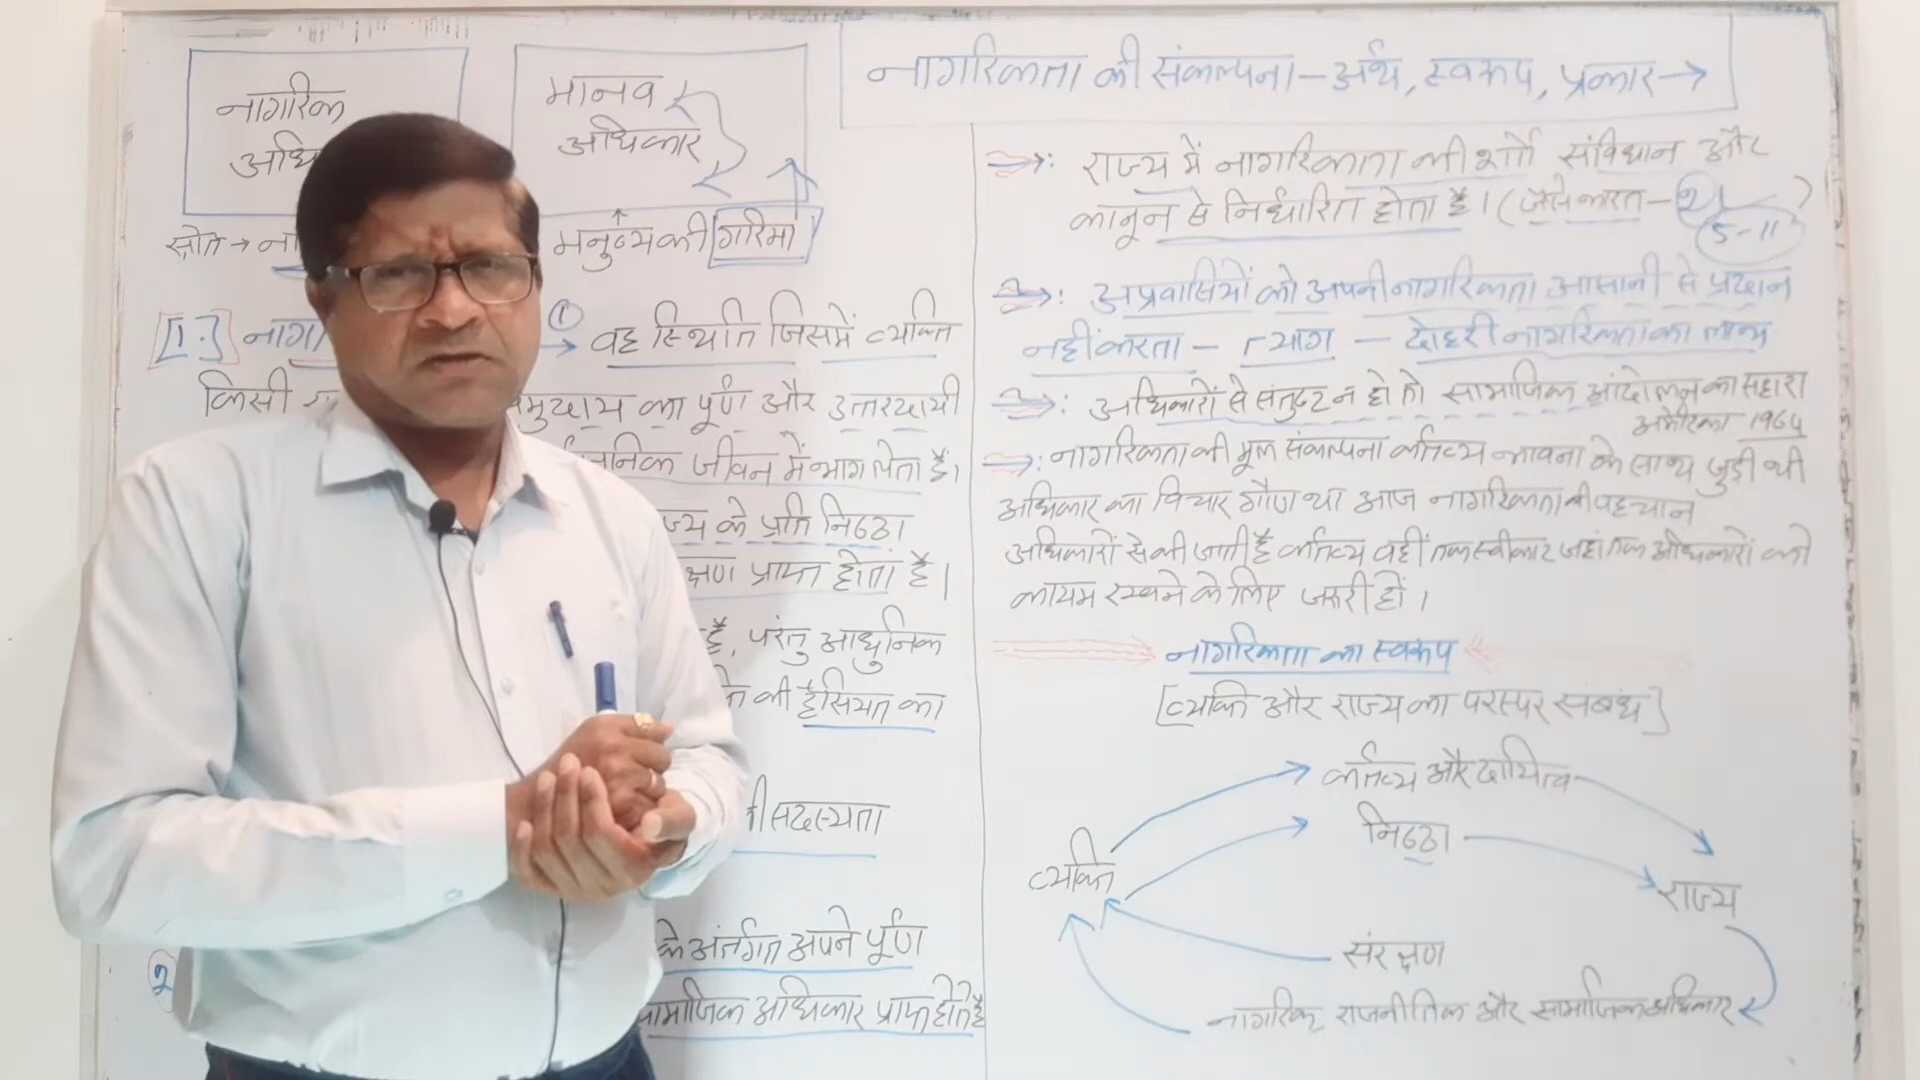 नागरिक
अधि
स्रोत → ना
मानव
अधिकार
मनुष्य की गरिमा
[1.] नागा
① वह स्थिति जिसमें व्यक्ति
किसी
समुदाय का पूर्ण और उत्तरदायी
जीवन में भाग लेता है।
राज्य के प्रति निष्ठा
क्षण प्राप्त होता है।
है, परंतु आधुनिक
की हैसियत का
की सदस्यता
2
के अंतर्गत अपने पूर्ण
सामाजिक अधिकार प्राप्त होते है
नागरिकता की संकल्पना – अर्थ, स्वरूप, प्रकार →
→: राज्य में नागरिकता की शर्तों संविधान और
कानून से निर्धारित होता है। (जैसे भारत – 2)
5-11
→: अप्रवासियों को अपनी नागरिकता आसानी से प्रदान
नहीं करता – त्याग – दोहरी नागरिकता का लाभ
→: अधिकारों से संतुष्ट न हो तो सामाजिक आंदोलन का सहारा
अमेरिका 1964
→: नागरिकता की मूल संकल्पना कर्तव्य भावना के साथ जुड़ी थी
अधिकार का विचार गौण था आज नागरिकता की पहचान
अधिकारों से की जाती है कर्तव्य वहीं तक स्वीकार जहां तक अधिकारों को
कायम रखने के लिए जरूरी हों।
नागरिकता का स्वरूप
[व्यक्ति और राज्य का परस्पर संबंध]
कर्तव्य और दायित्व
निष्ठा
व्यक्ति
राज्य
संरक्षण
नागरिक, राजनीतिक और सामाजिक अधिकार